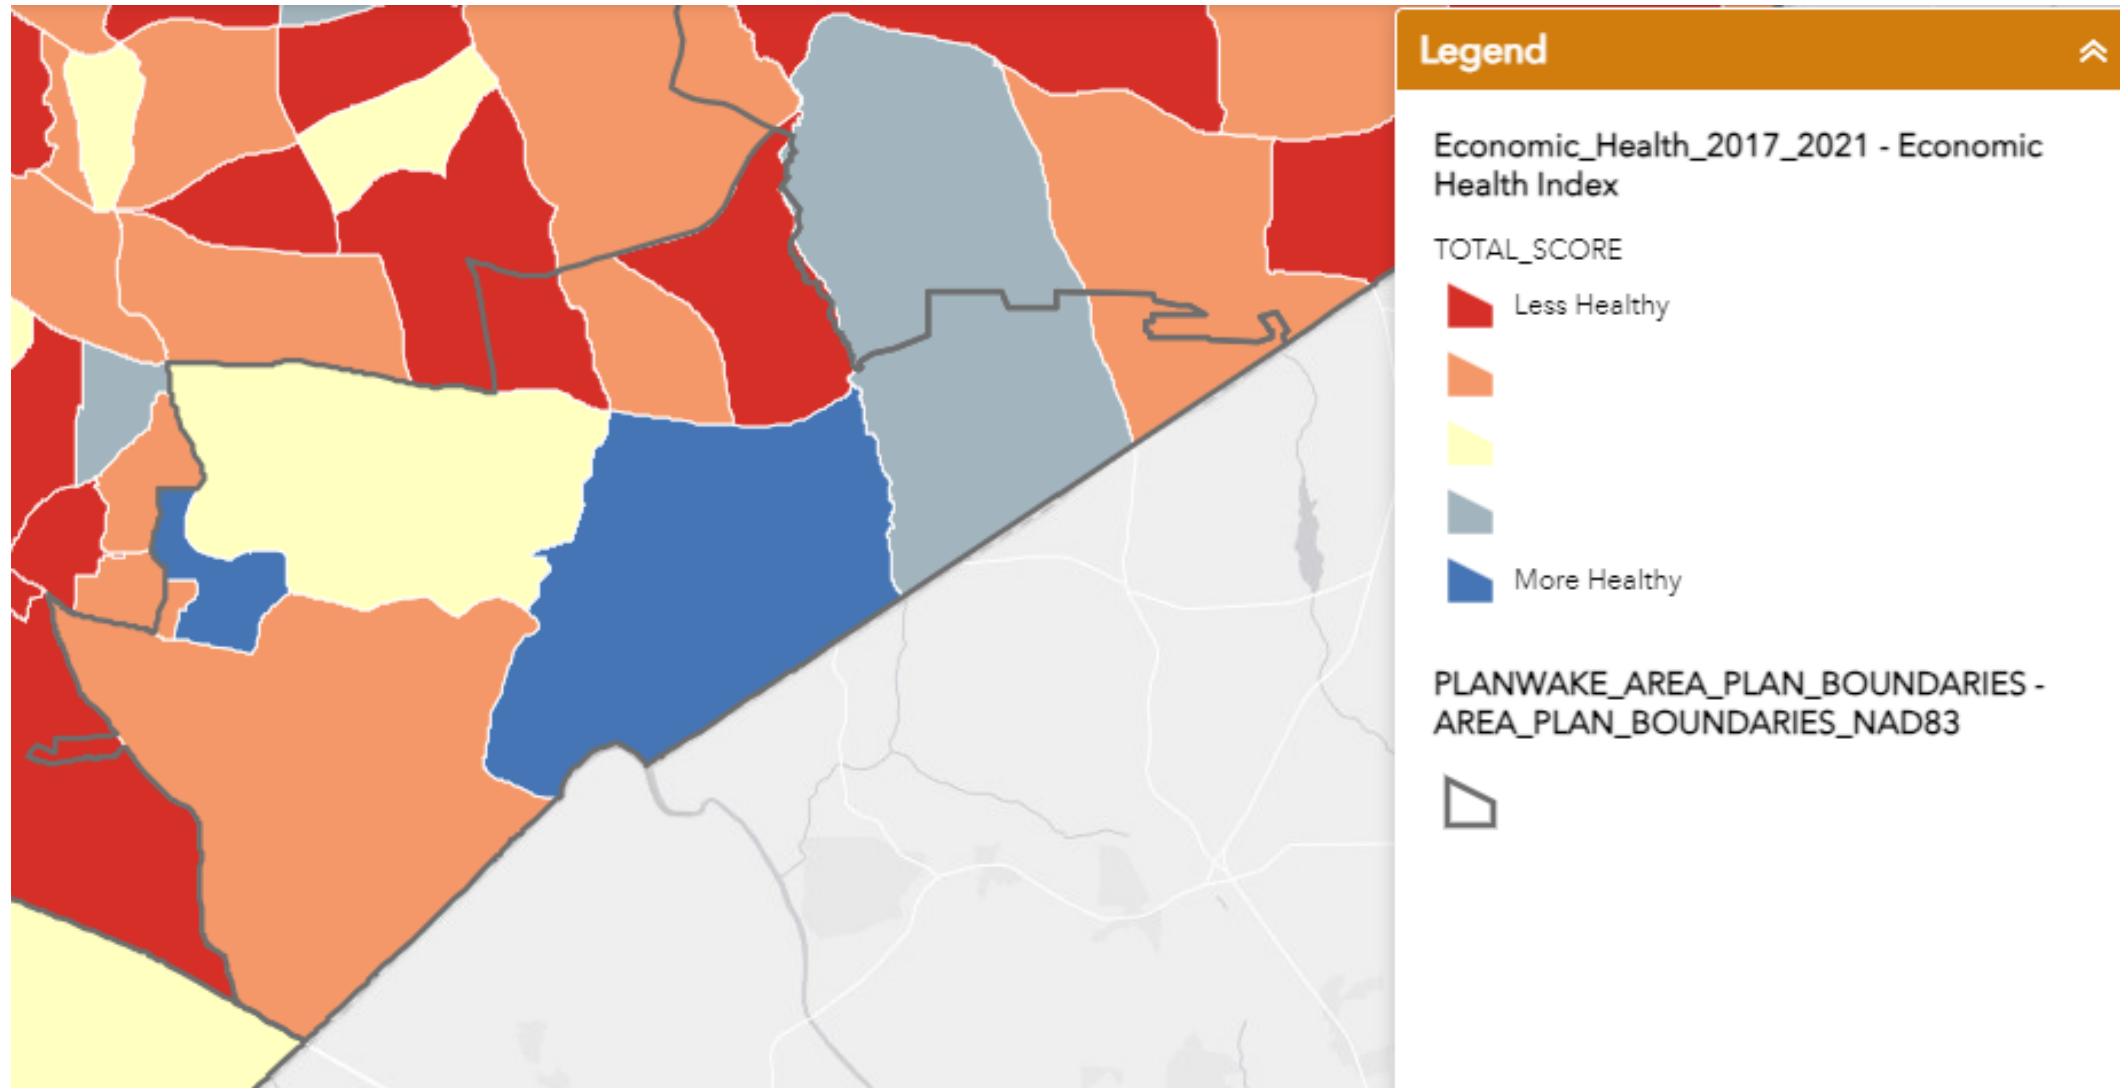 Legend
Economic_Health_2017_2021 - Economic
Health Index
TOTAL_SCORE
Less Healthy
More Healthy
PLANWAKE_AREA_PLAN_BOUNDARIES -
AREA_PLAN_BOUNDARIES_NAD83